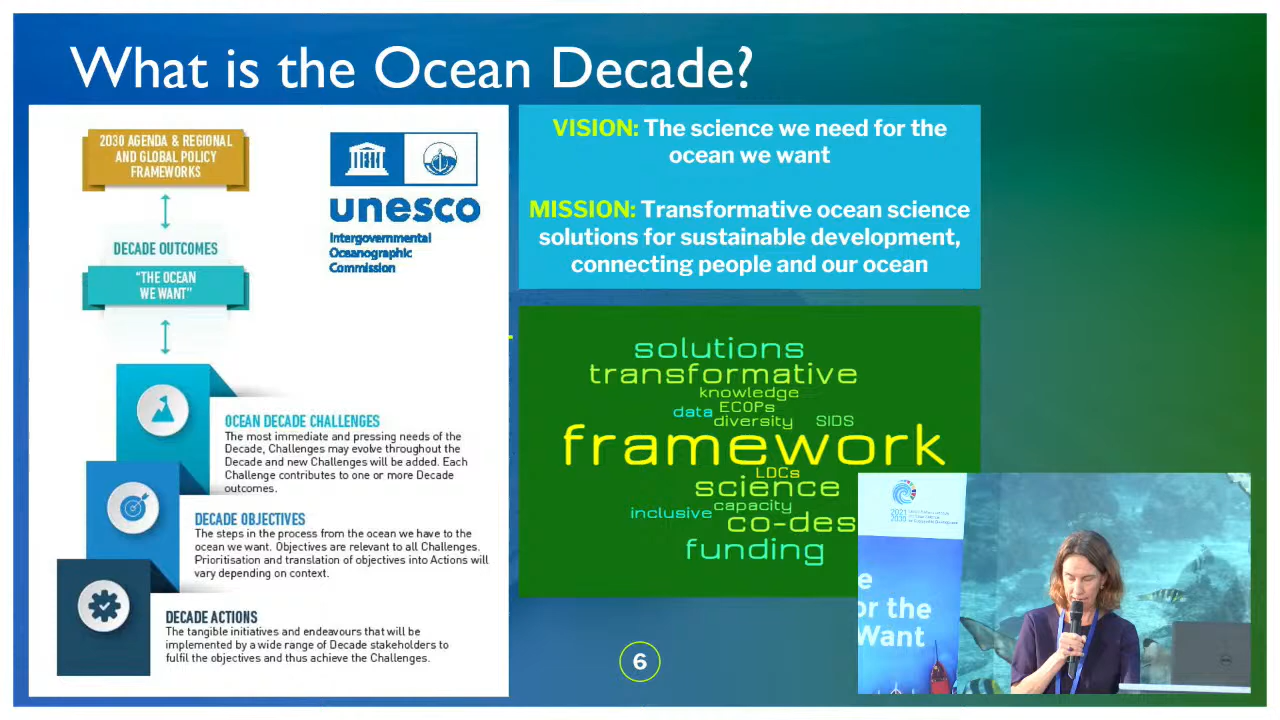 What is the Ocean Decade?
2030 AGENDA & REGIONAL
AND GLOBAL POLICY
FRAMEWORKS
DECADE OUTCOMES
"THE OCEAN
WE WANT"
unesco
Intergovernmental
Oceanographic
Commission
OCEAN DECADE CHALLENGES
The most immediate and pressing needs of the
Decade, Challenges may evolve throughout the
Decade and new Challenges will be added. Each
Challenge contributes to one or more Decade
outcomes.
DECADE OBJECTIVES
The steps in the process from the ocean we have to the
ocean we want. Objectives are relevant to all Challenges.
Prioritisation and translation of objectives into Actions will
vary depending on context.
DECADE ACTIONS
The tangible initiatives and endeavours that will be
implemented by a wide range of Decade stakeholders to
fulfil the objectives and thus achieve the Challenges.
VISION: The science we need for the
ocean we want
MISSION: Transformative ocean science
solutions for sustainable development,
connecting people and our ocean
solutions
transformative
knowledge
data ECOPs
diversity SIDS
framework
LDCs
science
inclusive capacity
co-des
funding
6
2021
2030
e
or the
Want